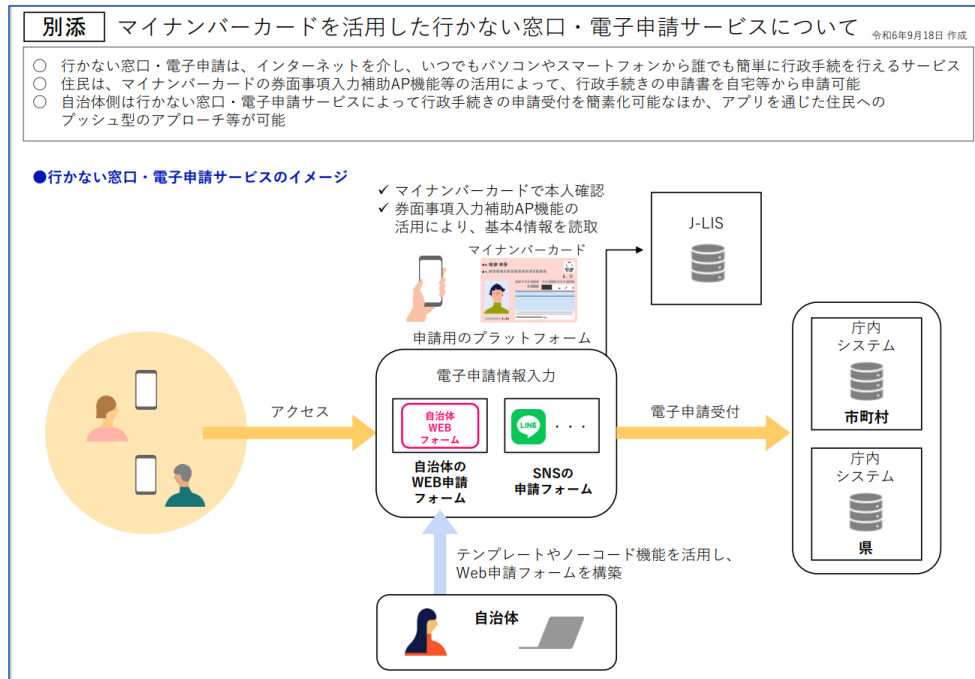 別添
マイナンバーカードを活用した行かない窓口・電子申請サービスについて
令和6年9月18日 作成
○ 行かない窓口・電子申請は、インターネットを介し、いつでもパソコンやスマートフォンから誰でも簡単に行政手続を行えるサービス
○ 住民は、マイナンバーカードの券面事項入力補助AP機能等の活用によって、行政手続きの申請書を自宅等から申請可能
○ 自治体側は行かない窓口・電子申請サービスによって行政手続きの申請受付を簡素化可能なほか、アプリを通じた住民への
プッシュ型のアプローチ等が可能
●行かない窓口・電子申請サービスのイメージ
✓ マイナンバーカードで本人確認
✓ 券面事項入力補助AP機能の
活用により、基本4情報を読取
マイナンバーカード
J-LIS
申請用のプラットフォーム
電子申請情報入力
アクセス
自治体
WEB
フォーム
LINE
・・・
自治体の
WEB申請
フォーム
SNSの
申請フォーム
電子申請受付
庁内
システム
市町村
庁内
システム
県
テンプレートやノーコード機能を活用し、
Web申請フォームを構築
自治体